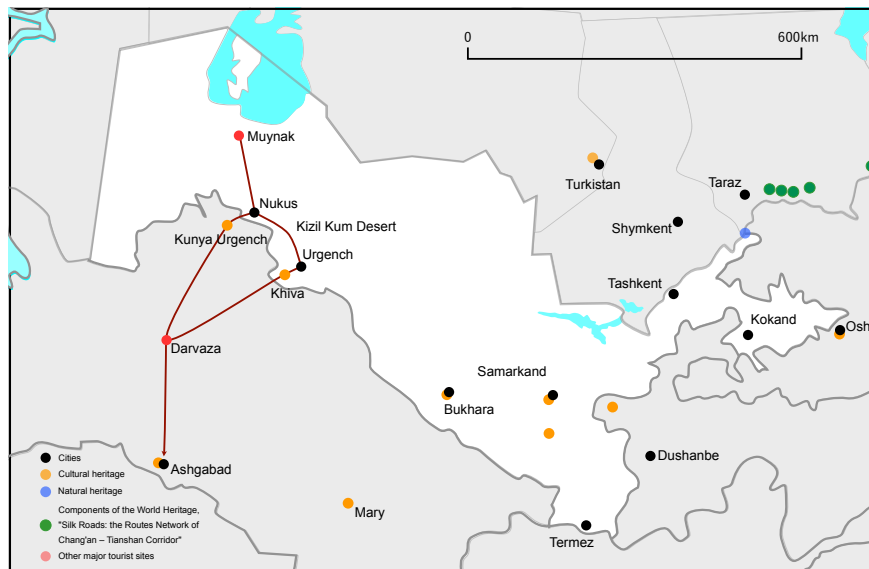 0
600km
Muynak
Turkistan
Taraz
Nukus
Kizil Kum Desert
Shymkent
Kunya Urgench
Urgench
Khiva
Tashkent
Kokand
Osh
Darvaza
Samarkand
Bukhara
Dushanbe
Ashgabad
Mary
Termez
Cities
Cultural heritage
Natural heritage
Components of the World Heritage,
"Silk Roads: the Routes Network of
Chang'an – Tianshan Corridor"
Other major tourist sites